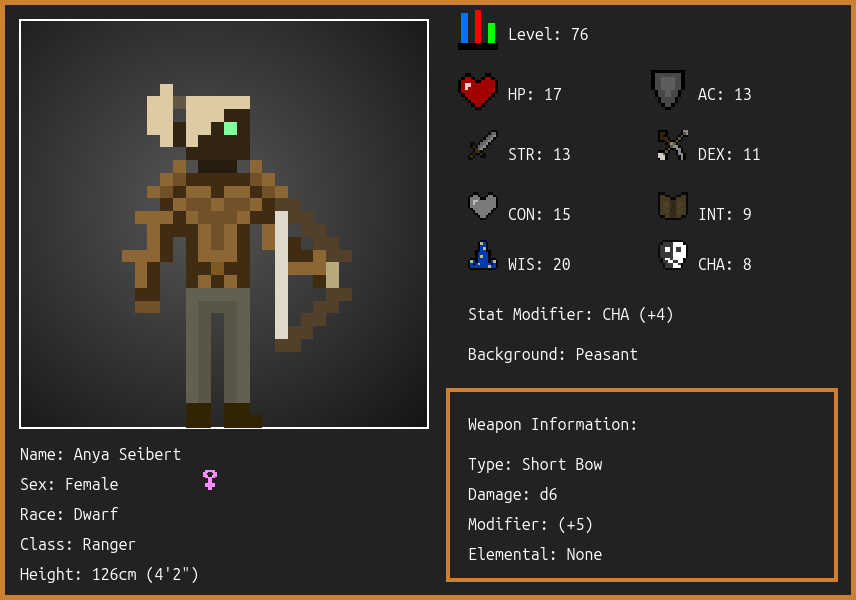 Level: 76
HP: 17
AC: 13
STR: 13
DEX: 11
CON: 15
INT: 9
WIS: 20
CHA: 8
Stat Modifier: CHA (+4)
Background: Peasant
Weapon Information:
Type: Short Bow
Damage: d6
Modifier: (+5)
Elemental: None
Name: Anya Seibert
Sex: Female
Race: Dwarf
Class: Ranger
Height: 126cm (4'2")